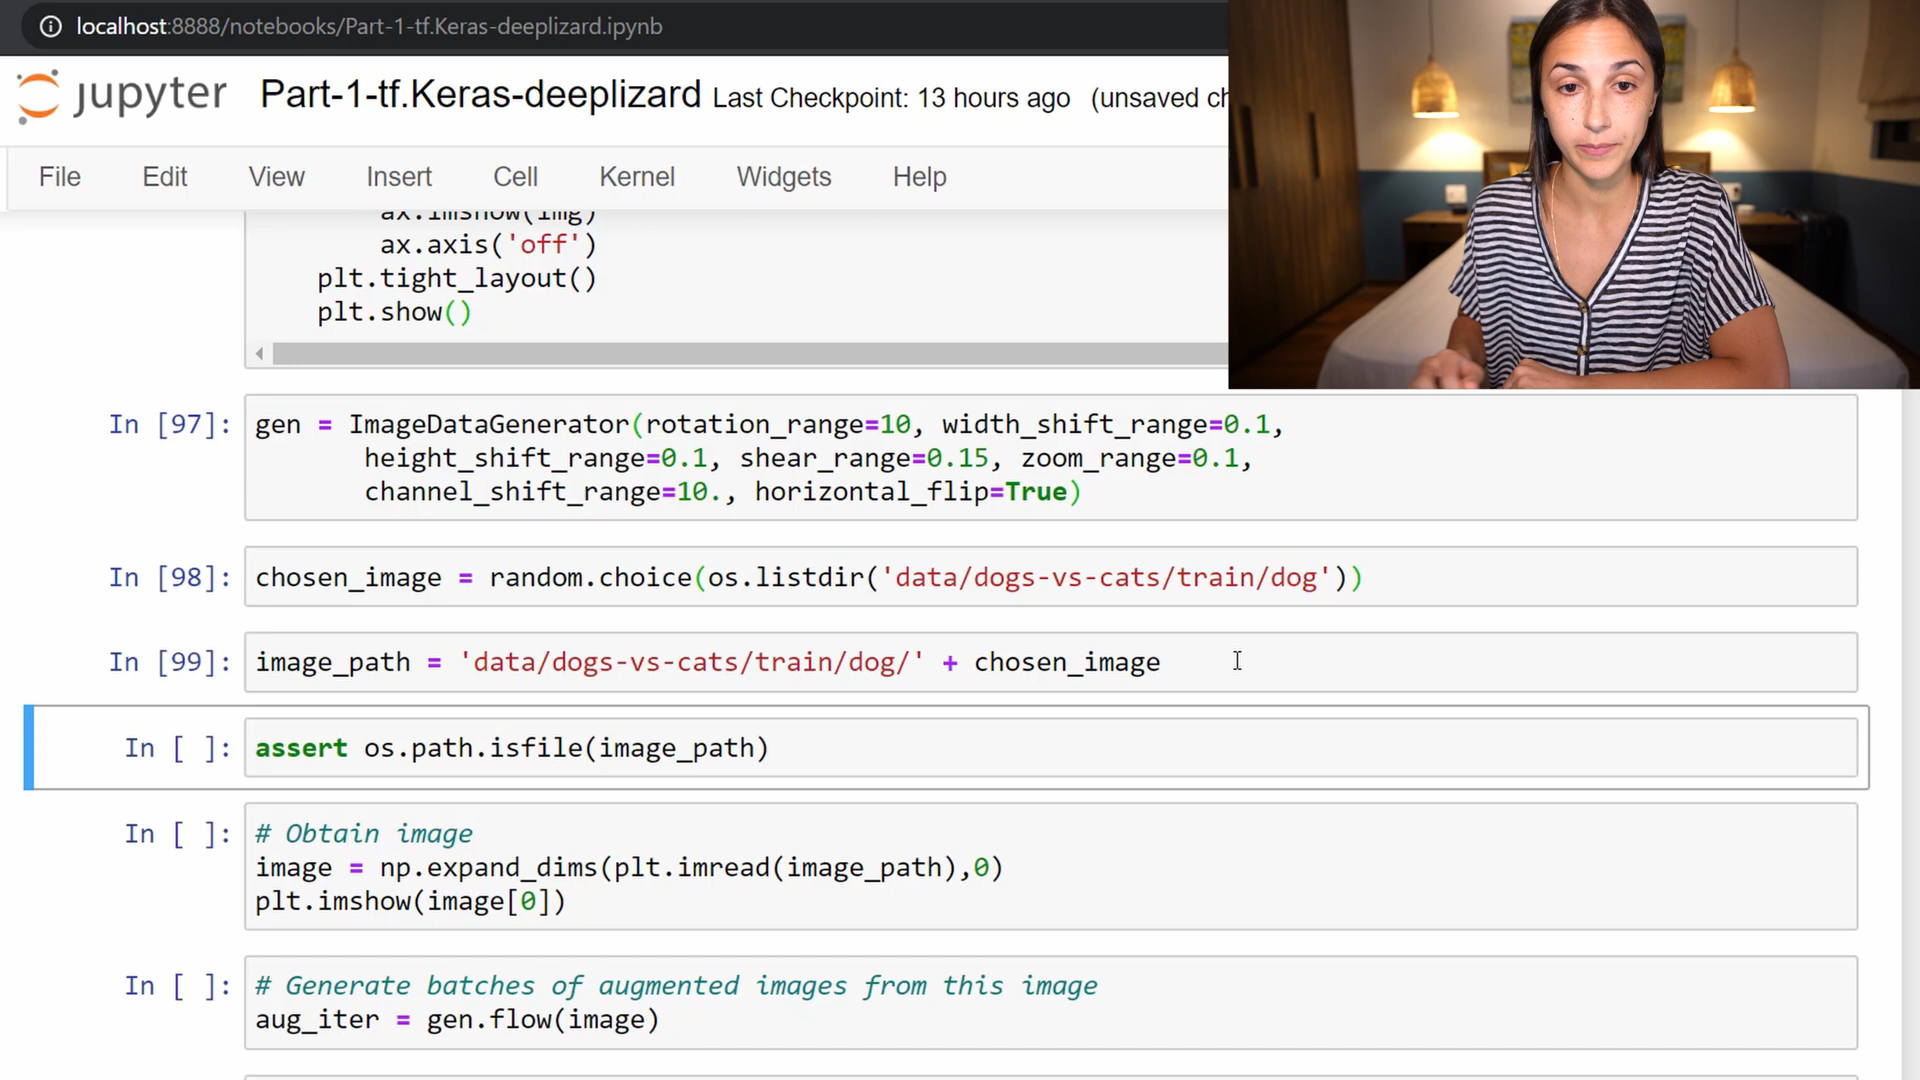 localhost:8888/notebooks/Part-1-tf.Keras-deeplizard.ipynb
jupyter Part-1-tf.Keras-deeplizard Last Checkpoint: 13 hours ago (unsaved ch
File Edit View Insert Cell Kernel Widgets Help
ax.imshow(img)
ax.axis('off')
plt.tight_layout()
plt.show()
In [97]: gen = ImageDataGenerator(rotation_range=10, width_shift_range=0.1,
height_shift_range=0.1, shear_range=0.15, zoom_range=0.1,
channel_shift_range=10., horizontal_flip=True)
In [98]: chosen_image = random.choice(os.listdir('data/dogs-vs-cats/train/dog'))
In [99]: image_path = 'data/dogs-vs-cats/train/dog/' + chosen_image
In [ ]: assert os.path.isfile(image_path)
In [ ]: # Obtain image
image = np.expand_dims(plt.imread(image_path),0)
plt.imshow(image[0])
In [ ]: # Generate batches of augmented images from this image
aug_iter = gen.flow(image)